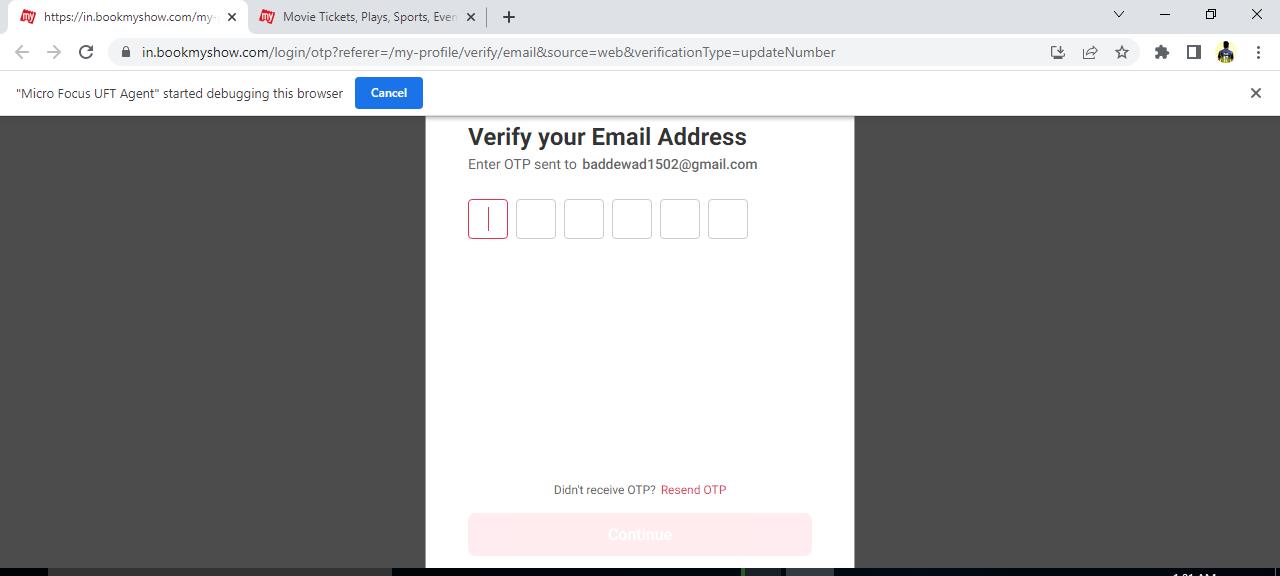 my https://in.bookmyshow.com/my-
my Movie Tickets, Plays, Sports, Even
in.bookmyshow.com/login/otp?referer=/my-profile/verify/email&source=web&verificationType=updateNumber
"Micro Focus UFT Agent" started debugging this browser Cancel
Verify your Email Address
Enter OTP sent to baddewad1502@gmail.com
Didn't receive OTP? Resend OTP
Continue